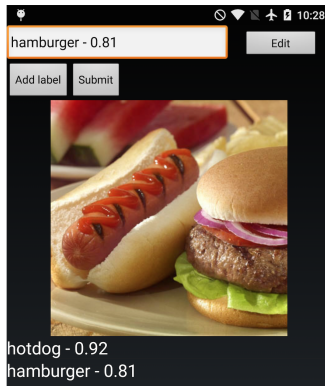 10:28
hamburger - 0.81
Edit
Add label
Submit
hotdog - 0.92
hamburger - 0.81